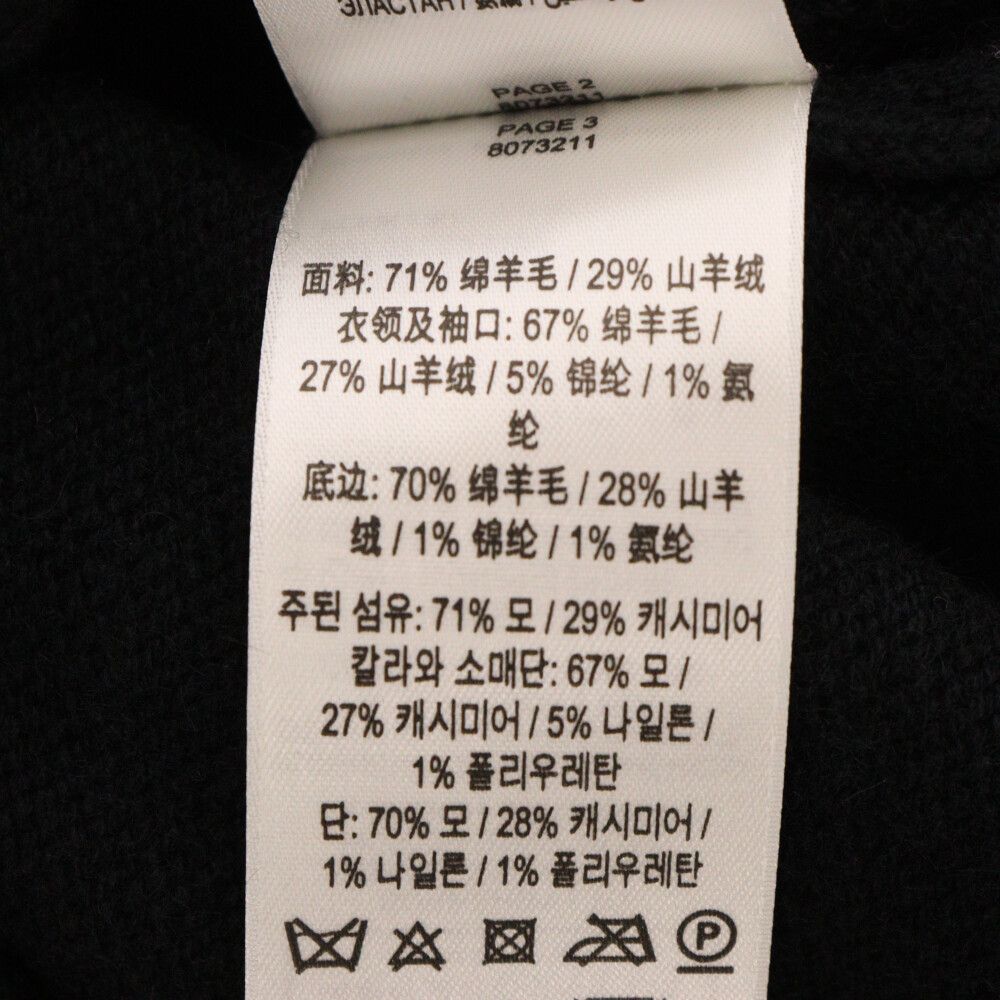 ЭЛАСТАН /
PAGE 2
8073211
PAGE 3
8073211
面料: 71% 绵羊毛 / 29% 山羊绒
衣领及袖口: 67% 绵羊毛 /
27% 山羊绒 / 5% 锦纶 / 1% 氨
纶
底边: 70% 绵羊毛 / 28% 山羊
绒 / 1% 锦纶 / 1% 氨纶
주된 섬유: 71% 모 / 29% 캐시미어
칼라와 소매단: 67% 모 /
27% 캐시미어 / 5% 나일론 /
1% 폴리우레탄
단: 70% 모 / 28% 캐시미어 /
1% 나일론 / 1% 폴리우레탄
P